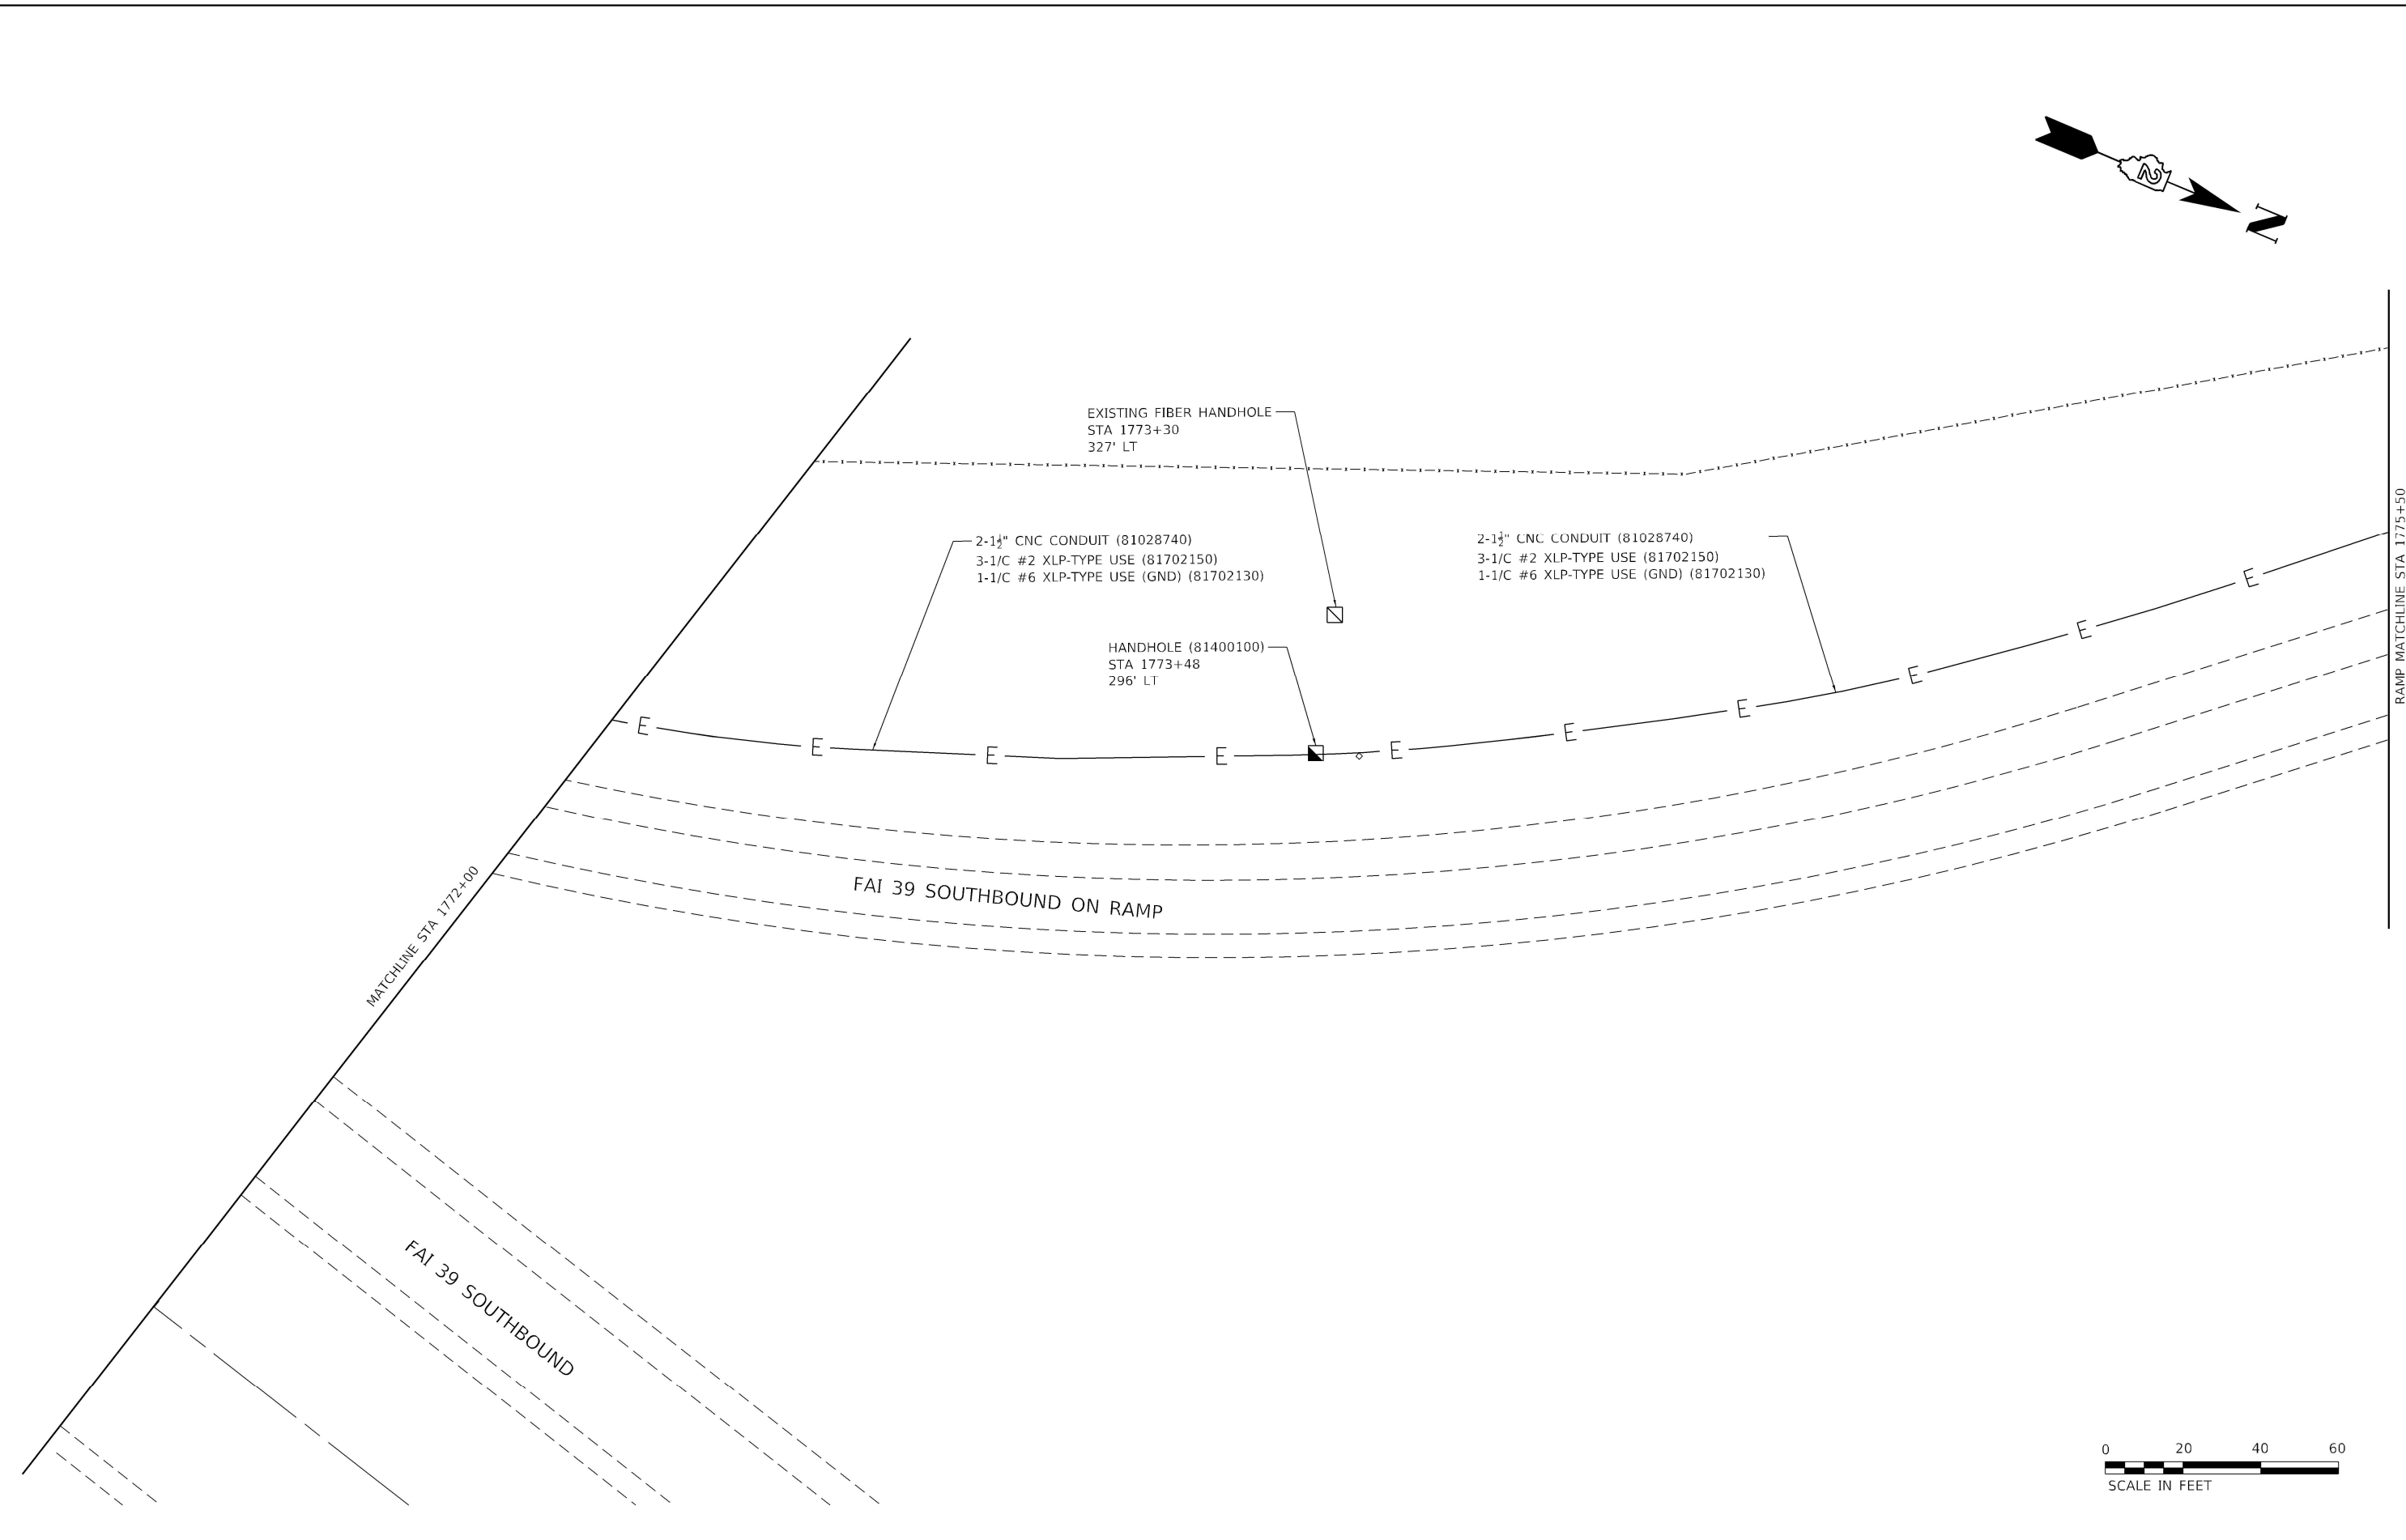 N
2
EXISTING FIBER HANDHOLE
STA 1773+30
327' LT
2-1½" CNC CONDUIT (81028740)
3-1/C #2 XLP-TYPE USE (81702150)
1-1/C #6 XLP-TYPE USE (GND) (81702130)
2-1½" CNC CONDUIT (81028740)
3-1/C #2 XLP-TYPE USE (81702150)
1-1/C #6 XLP-TYPE USE (GND) (81702130)
HANDHOLE (81400100)
STA 1773+48
296' LT
E E E E E E E E E E
RAMP MATCHLINE STA 1775+50
MATCHLINE STA 1772+00
FAI 39 SOUTHBOUND ON RAMP
FAI 39 SOUTHBOUND
0 20 40 60
SCALE IN FEET